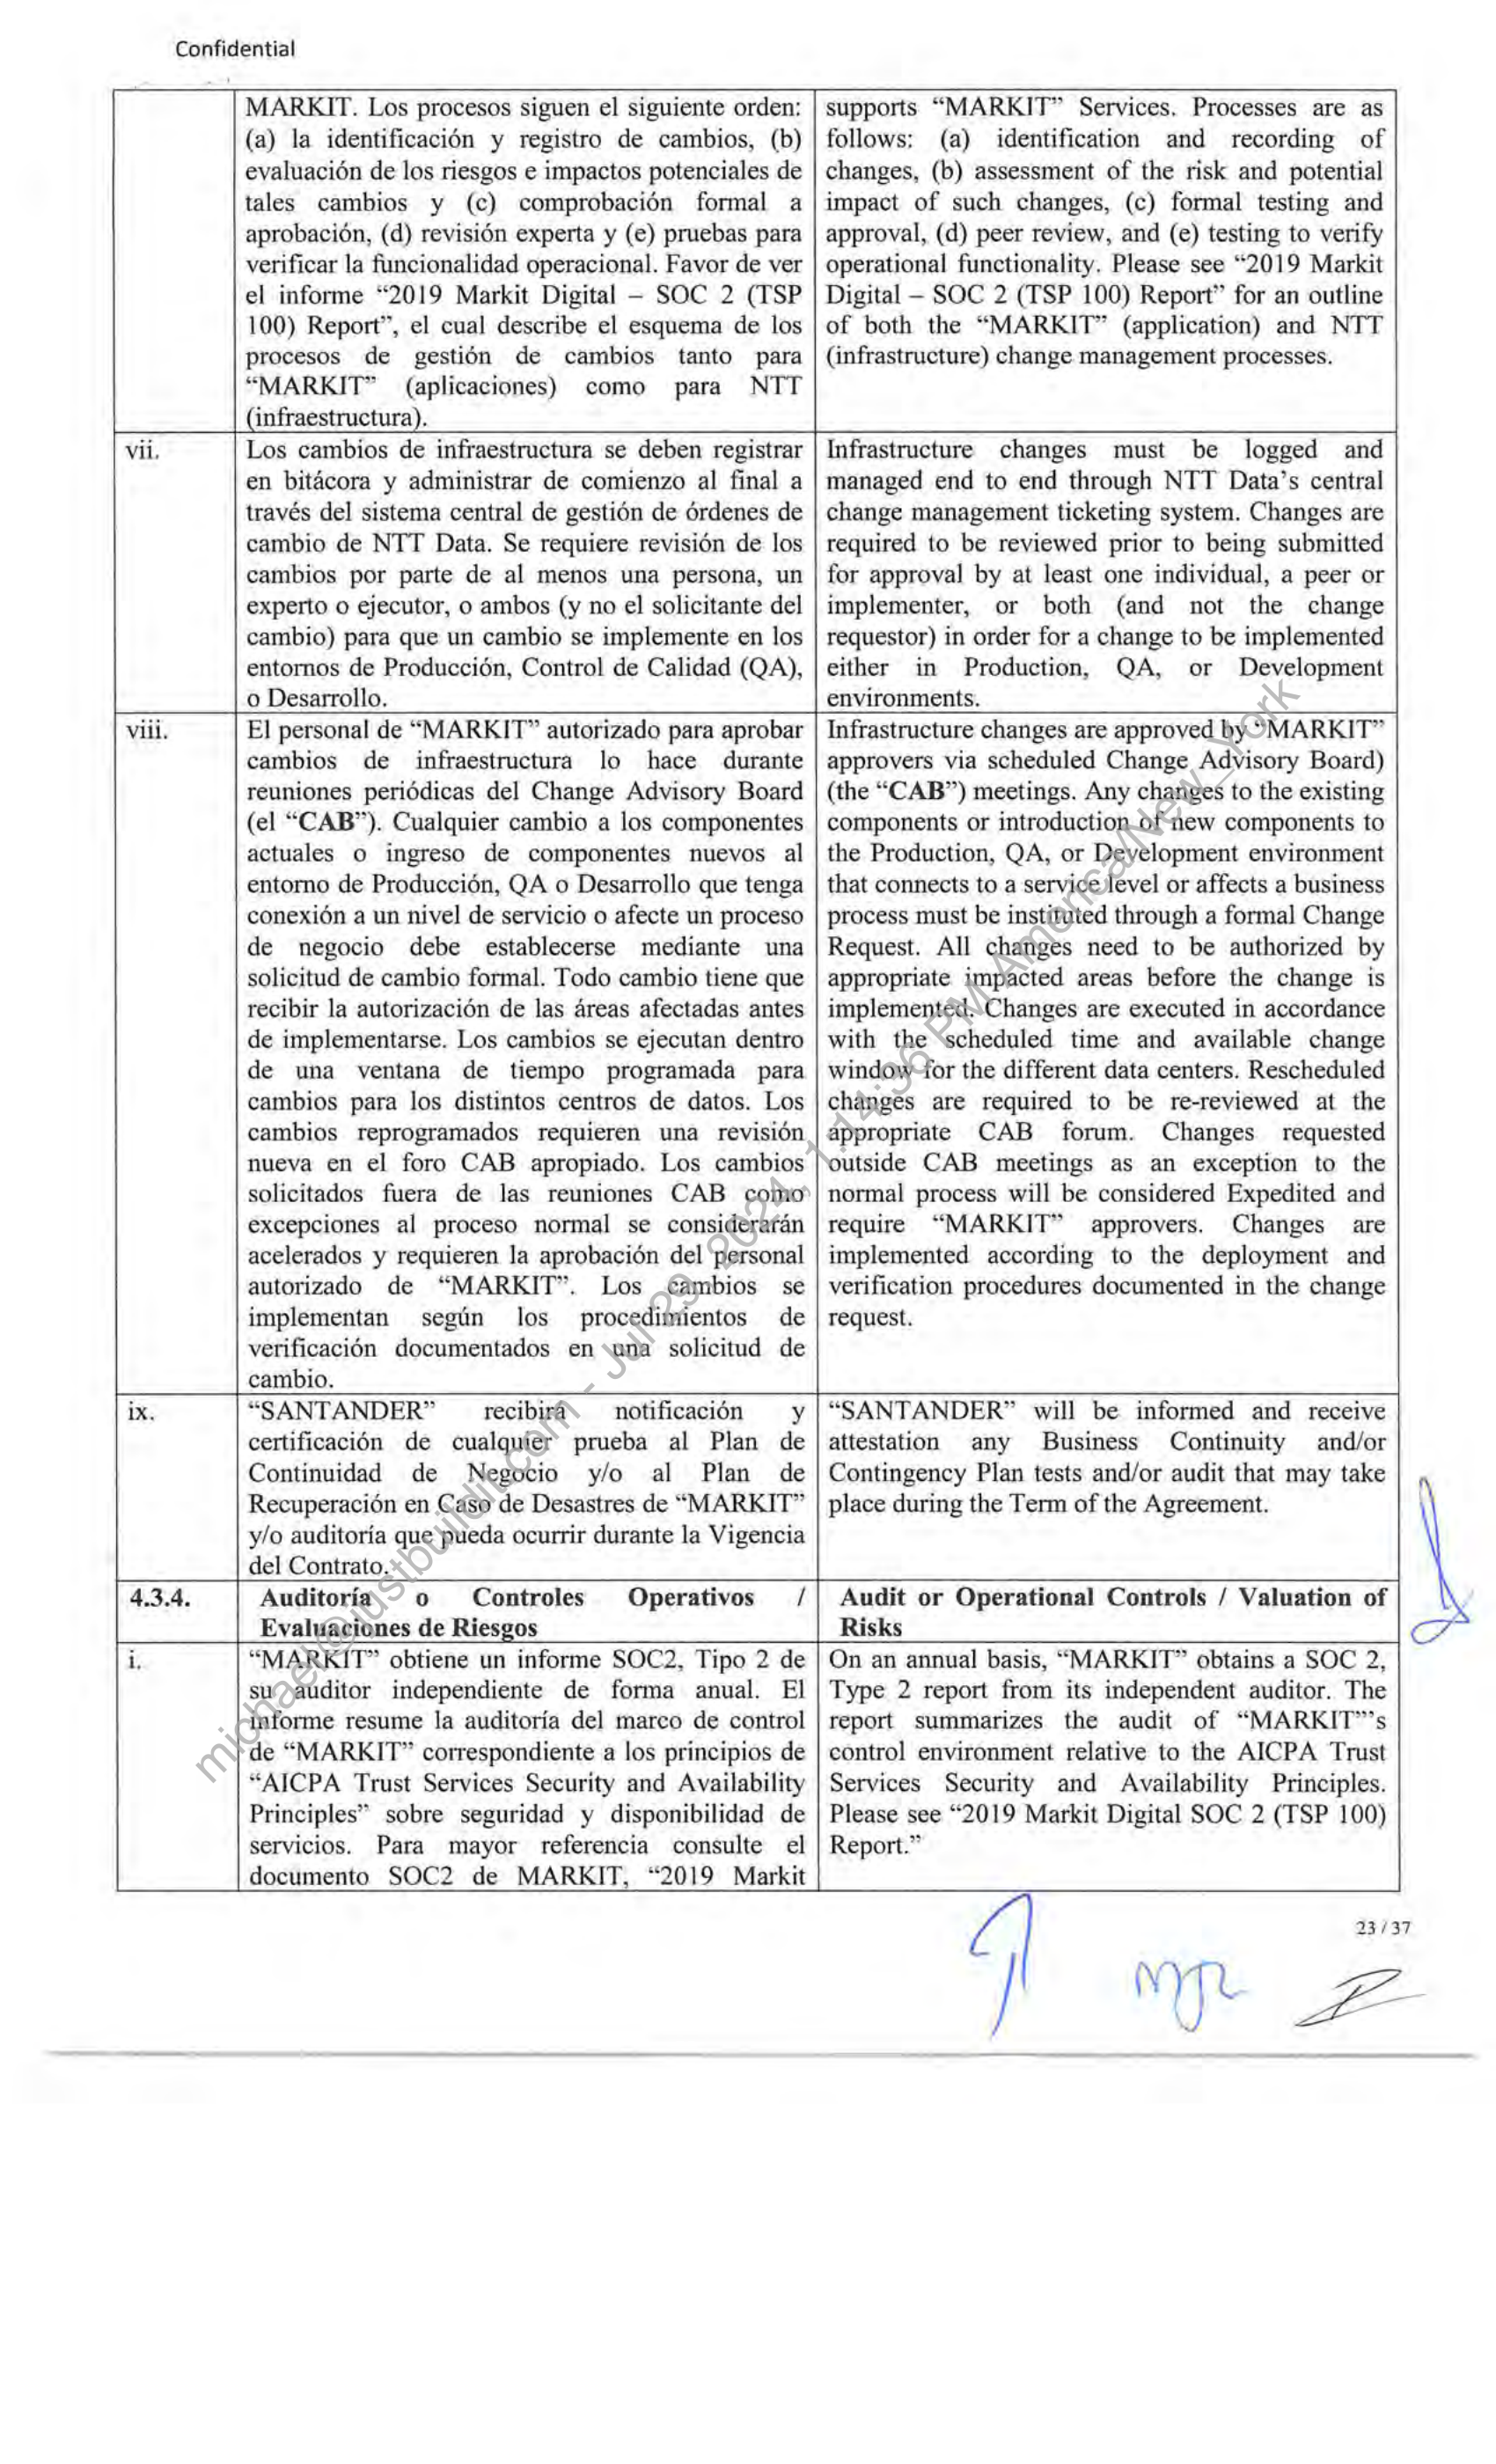 Confidential
MARKIT. Los procesos siguen el siguiente orden:
(a) la identificación y registro de cambios, (b)
evaluación de los riesgos e impactos potenciales de
tales cambios y (c) comprobación formal a
aprobación, (d) revisión experta y (e) pruebas para
verificar la funcionalidad operacional. Favor de ver
el informe “2019 Markit Digital – SOC 2 (TSP
100) Report”, el cual describe el esquema de los
procesos de gestión de cambios tanto para
“MARKIT” (aplicaciones) como para NTT
(infraestructura).
supports “MARKIT” Services. Processes are as
follows: (a) identification and recording of
changes, (b) assessment of the risk and potential
impact of such changes, (c) formal testing and
approval, (d) peer review, and (e) testing to verify
operational functionality. Please see “2019 Markit
Digital – SOC 2 (TSP 100) Report” for an outline
of both the “MARKIT” (application) and NTT
(infrastructure) change management processes.
vii.
Los cambios de infraestructura se deben registrar
en bitácora y administrar de comienzo al final a
través del sistema central de gestión de órdenes de
cambio de NTT Data. Se requiere revisión de los
cambios por parte de al menos una persona, un
experto o ejecutor, o ambos (y no el solicitante del
cambio) para que un cambio se implemente en los
entornos de Producción, Control de Calidad (QA),
o Desarrollo.
Infrastructure changes must be logged and
managed end to end through NTT Data’s central
change management ticketing system. Changes are
required to be reviewed prior to being submitted
for approval by at least one individual, a peer or
implementer, or both (and not the change
requestor) in order for a change to be implemented
either in Production, QA, or Development
environments.
viii.
El personal de “MARKIT” autorizado para aprobar
cambios de infraestructura lo hace durante
reuniones periódicas del Change Advisory Board
(el “CAB”). Cualquier cambio a los componentes
actuales o ingreso de componentes nuevos al
entorno de Producción, QA o Desarrollo que tenga
conexión a un nivel de servicio o afecte un proceso
de negocio debe establecerse mediante una
solicitud de cambio formal. Todo cambio tiene que
recibir la autorización de las áreas afectadas antes
de implementarse. Los cambios se ejecutan dentro
de una ventana de tiempo programada para
cambios para los distintos centros de datos. Los
cambios reprogramados requieren una revisión
nueva en el foro CAB apropiado. Los cambios
solicitados fuera de las reuniones CAB como
excepciones al proceso normal se considerarán
acelerados y requieren la aprobación del personal
autorizado de “MARKIT”. Los cambios se
implementan según los procedimientos de
verificación documentados en una solicitud de
cambio.
Infrastructure changes are approved by “MARKIT”
approvers via scheduled Change Advisory Board)
(the “CAB”) meetings. Any changes to the existing
components or introduction of new components to
the Production, QA, or Development environment
that connects to a service level or affects a business
process must be instituted through a formal Change
Request. All changes need to be authorized by
appropriate impacted areas before the change is
implemented. Changes are executed in accordance
with the scheduled time and available change
window for the different data centers. Rescheduled
changes are required to be re-reviewed at the
appropriate CAB forum. Changes requested
outside CAB meetings as an exception to the
normal process will be considered Expedited and
require “MARKIT” approvers. Changes are
implemented according to the deployment and
verification procedures documented in the change
request.
ix.
“SANTANDER” recibirá notificación y
certificación de cualquier prueba al Plan de
Continuidad de Negocio y/o al Plan de
Recuperación en Caso de Desastres de “MARKIT”
y/o auditoría que pueda ocurrir durante la Vigencia
del Contrato.
“SANTANDER” will be informed and receive
attestation any Business Continuity and/or
Contingency Plan tests and/or audit that may take
place during the Term of the Agreement.
4.3.4.
Auditoría o Controles Operativos /
Evaluaciones de Riesgos
Audit or Operational Controls / Valuation of
Risks
i.
“MARKIT” obtiene un informe SOC2, Tipo 2 de
su auditor independiente de forma anual. El
informe resume la auditoría del marco de control
de “MARKIT” correspondiente a los principios de
“AICPA Trust Services Security and Availability
Principles” sobre seguridad y disponibilidad de
servicios. Para mayor referencia consulte el
documento SOC2 de MARKIT, “2019 Markit
On an annual basis, “MARKIT” obtains a SOC 2,
Type 2 report from its independent auditor. The
report summarizes the audit of “MARKIT”’s
control environment relative to the AICPA Trust
Services Security and Availability Principles.
Please see “2019 Markit Digital SOC 2 (TSP 100)
Report.”
michael@justbuildit.com - Jul 29, 2024, 1:14:36 PM America/New_York
23 / 37